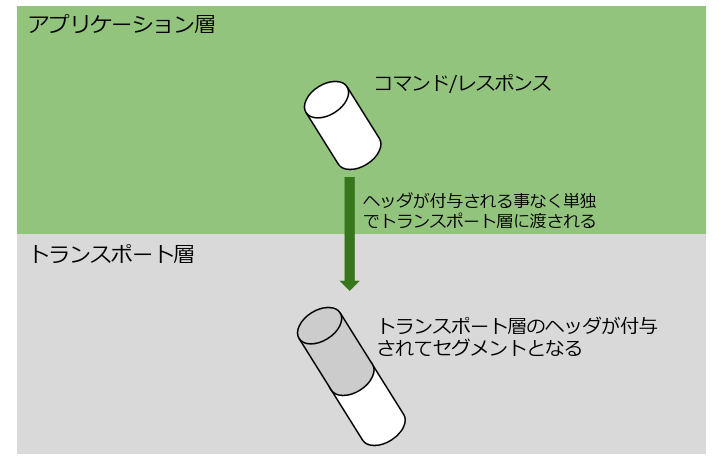 アプリケーション層
コマンド/レスポンス
ヘッダが付与される事なく単独
でトランスポート層に渡される
トランスポート層
トランスポート層のヘッダが付与
されてセグメントとなる